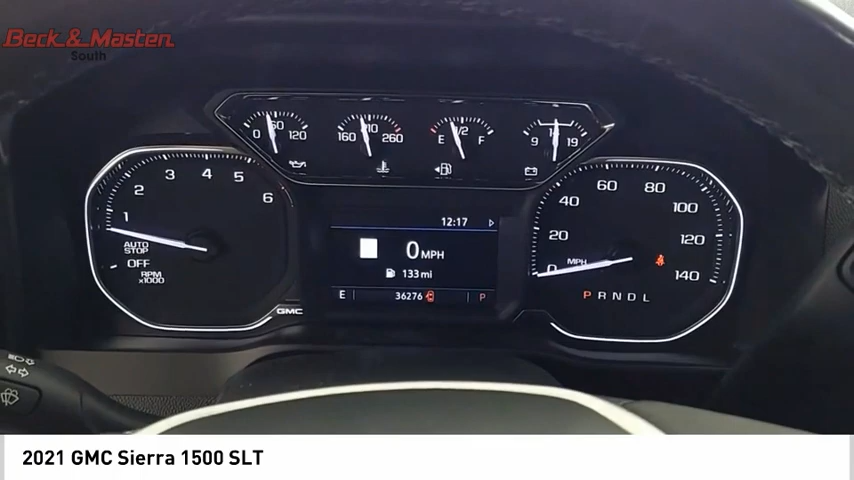 Beck & Masten
South
0 60 120
160 210 260
E 1/2 F
9 14 19
1 2 3 4 5 6
AUTO
STOP
OFF
RPM
x1000
GMC
12:17
0 MPH
133 mi
E 36276 P
0 20 40 60 80 100 120 140
MPH
P R N D L
2021 GMC Sierra 1500 SLT